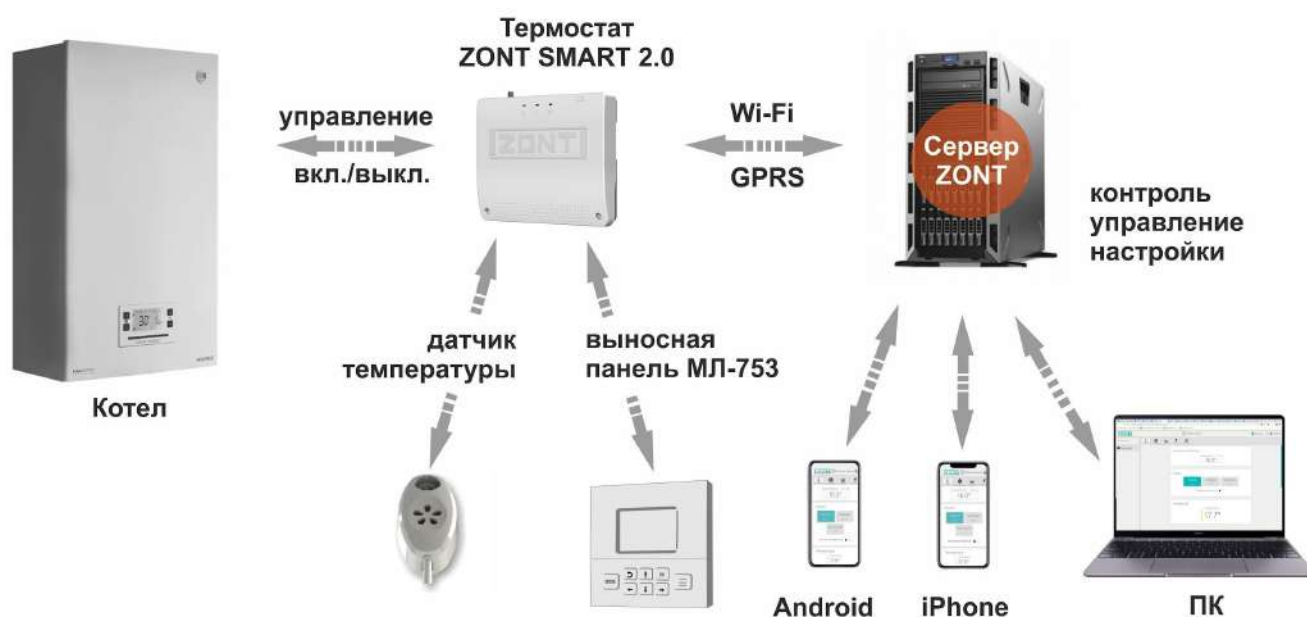 Термостат
ZONT SMART 2.0
управление
вкл./выкл.
ZONT
Wi-Fi
GPRS
Сервер
ZONT
контроль
управление
настройки
датчик
температуры
выносная
панель МЛ-753
Котел
Android
iPhone
ПК